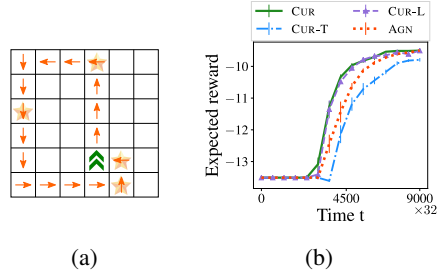 CUR
CUR-L
CUR-T
AGN
Expected reward
−10
−11
−12
−13
0
4500
9000
×32
Time t
(a)
(b)